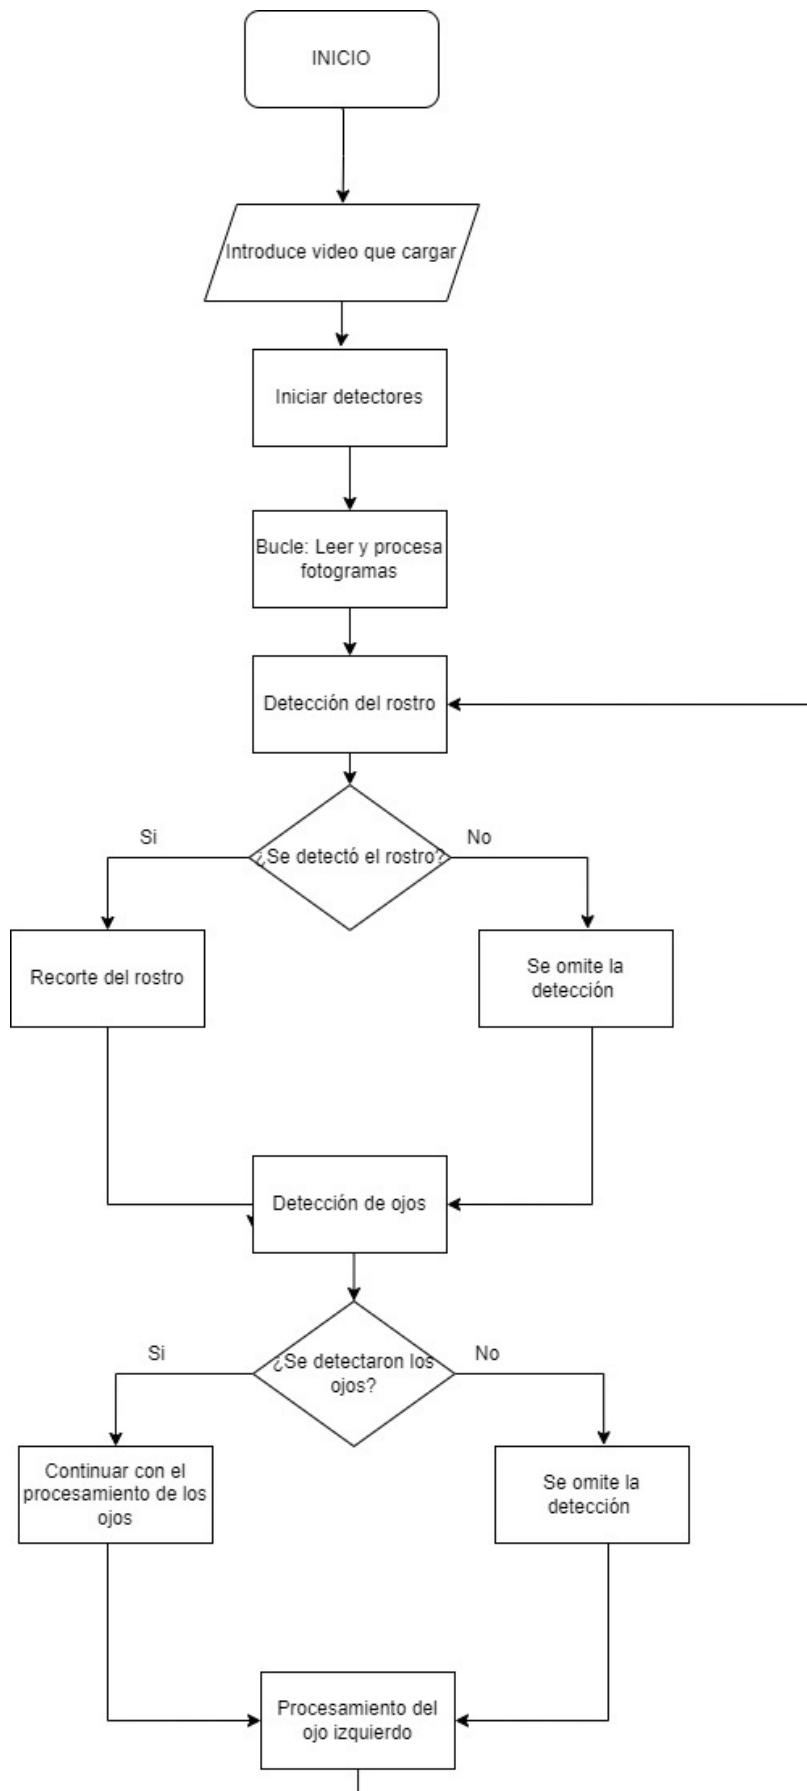 INICIO
Introduce video que cargar
Iniciar detectores
Bucle: Leer y procesa
fotogramas
Detección del rostro
Si
¿Se detectó el rostro?
No
Recorte del rostro
Se omite la
detección
Detección de ojos
Si
¿Se detectaron los
ojos?
No
Continuar con el
procesamiento de los
ojos
Se omite la
detección
Procesamiento del
ojo izquierdo